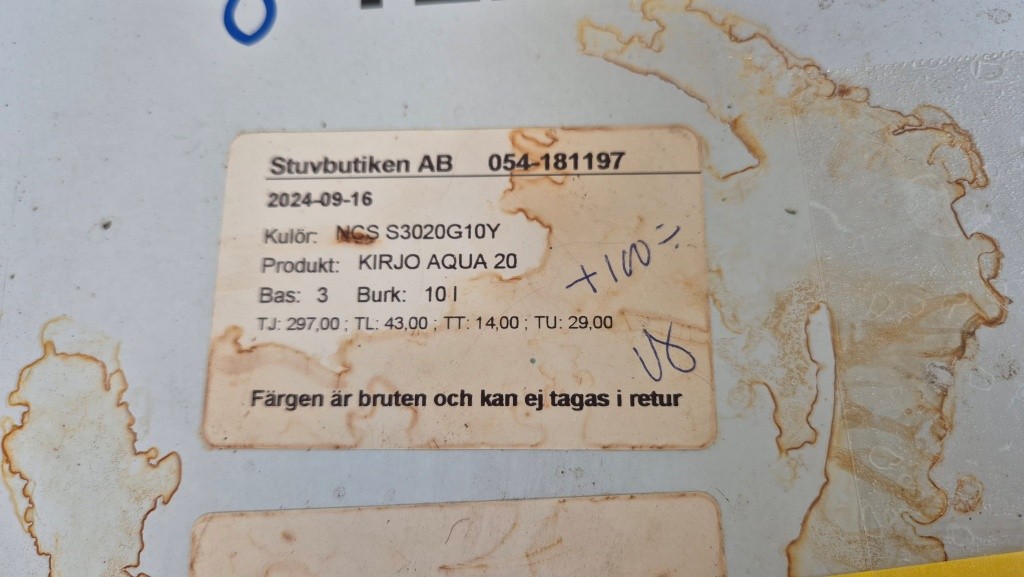 Stuvbutiken AB 054-181197
2024-09-16
Kulör: NCS S3020G10Y
Produkt: KIRJO AQUA 20
Bas: 3 Burk: 10 l
TJ: 297,00 ; TL: 43,00 ; TT: 14,00 ; TU: 29,00
+100:-
Färgen är bruten och kan ej tagas i retur